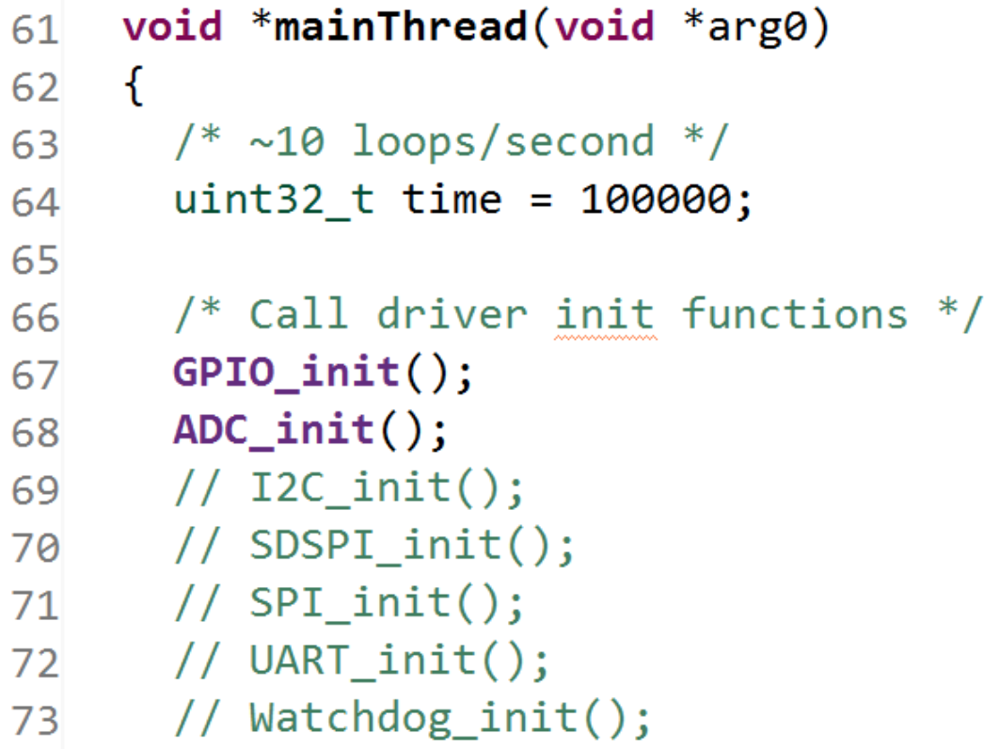 61 void *mainThread(void *arg0)
62 {
63 /* ~10 loops/second */
64 uint32_t time = 100000;
65
66 /* Call driver init functions */
67 GPIO_init();
68 ADC_init();
69 // I2C_init();
70 // SDSPI_init();
71 // SPI_init();
72 // UART_init();
73 // Watchdog_init();